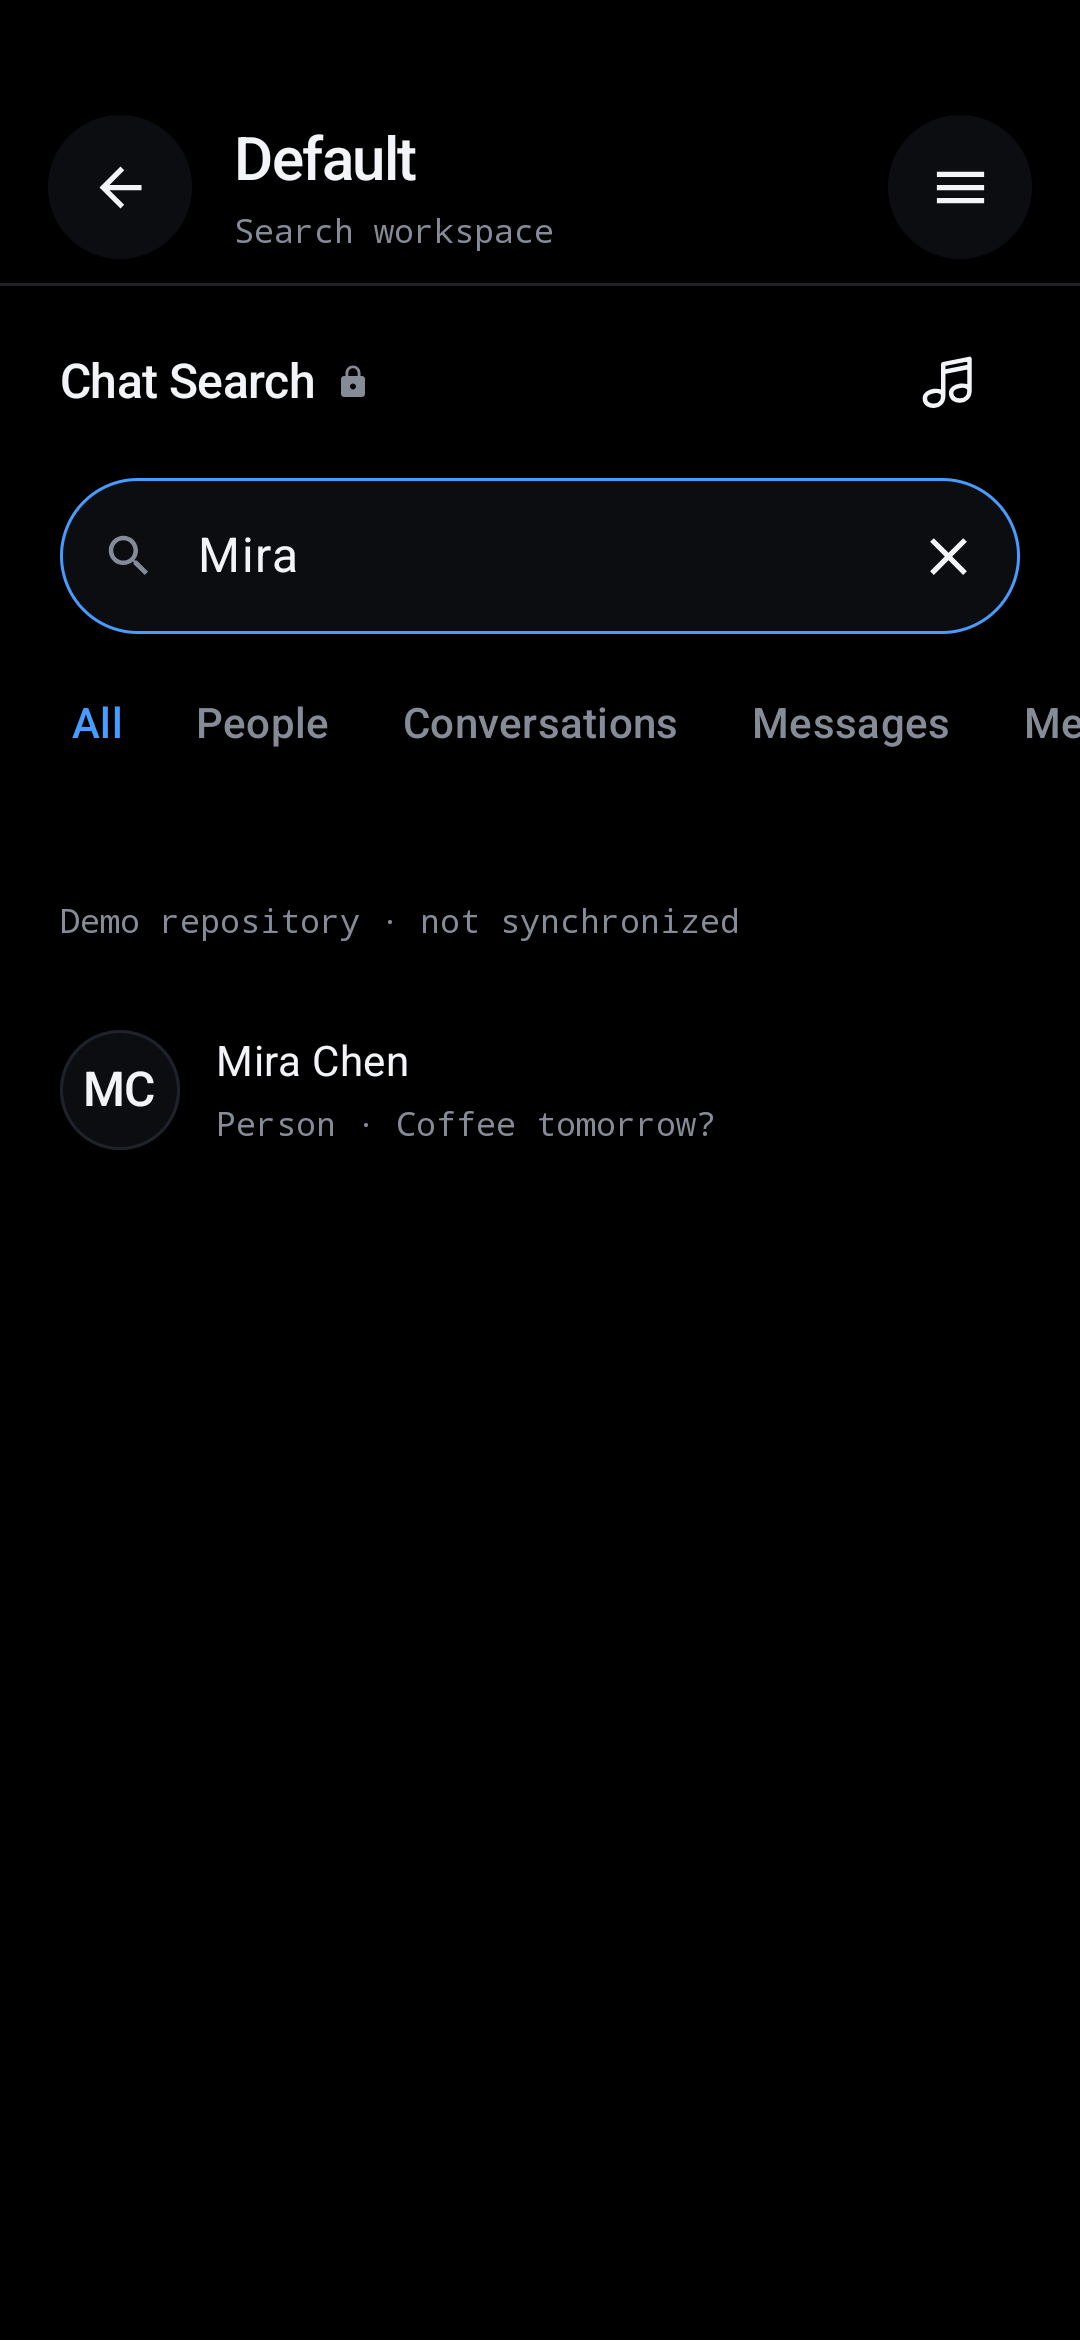 Default
Search workspace
Chat Search
Mira
All People Conversations Messages Me
Demo repository · not synchronized
MC
Mira Chen
Person · Coffee tomorrow?